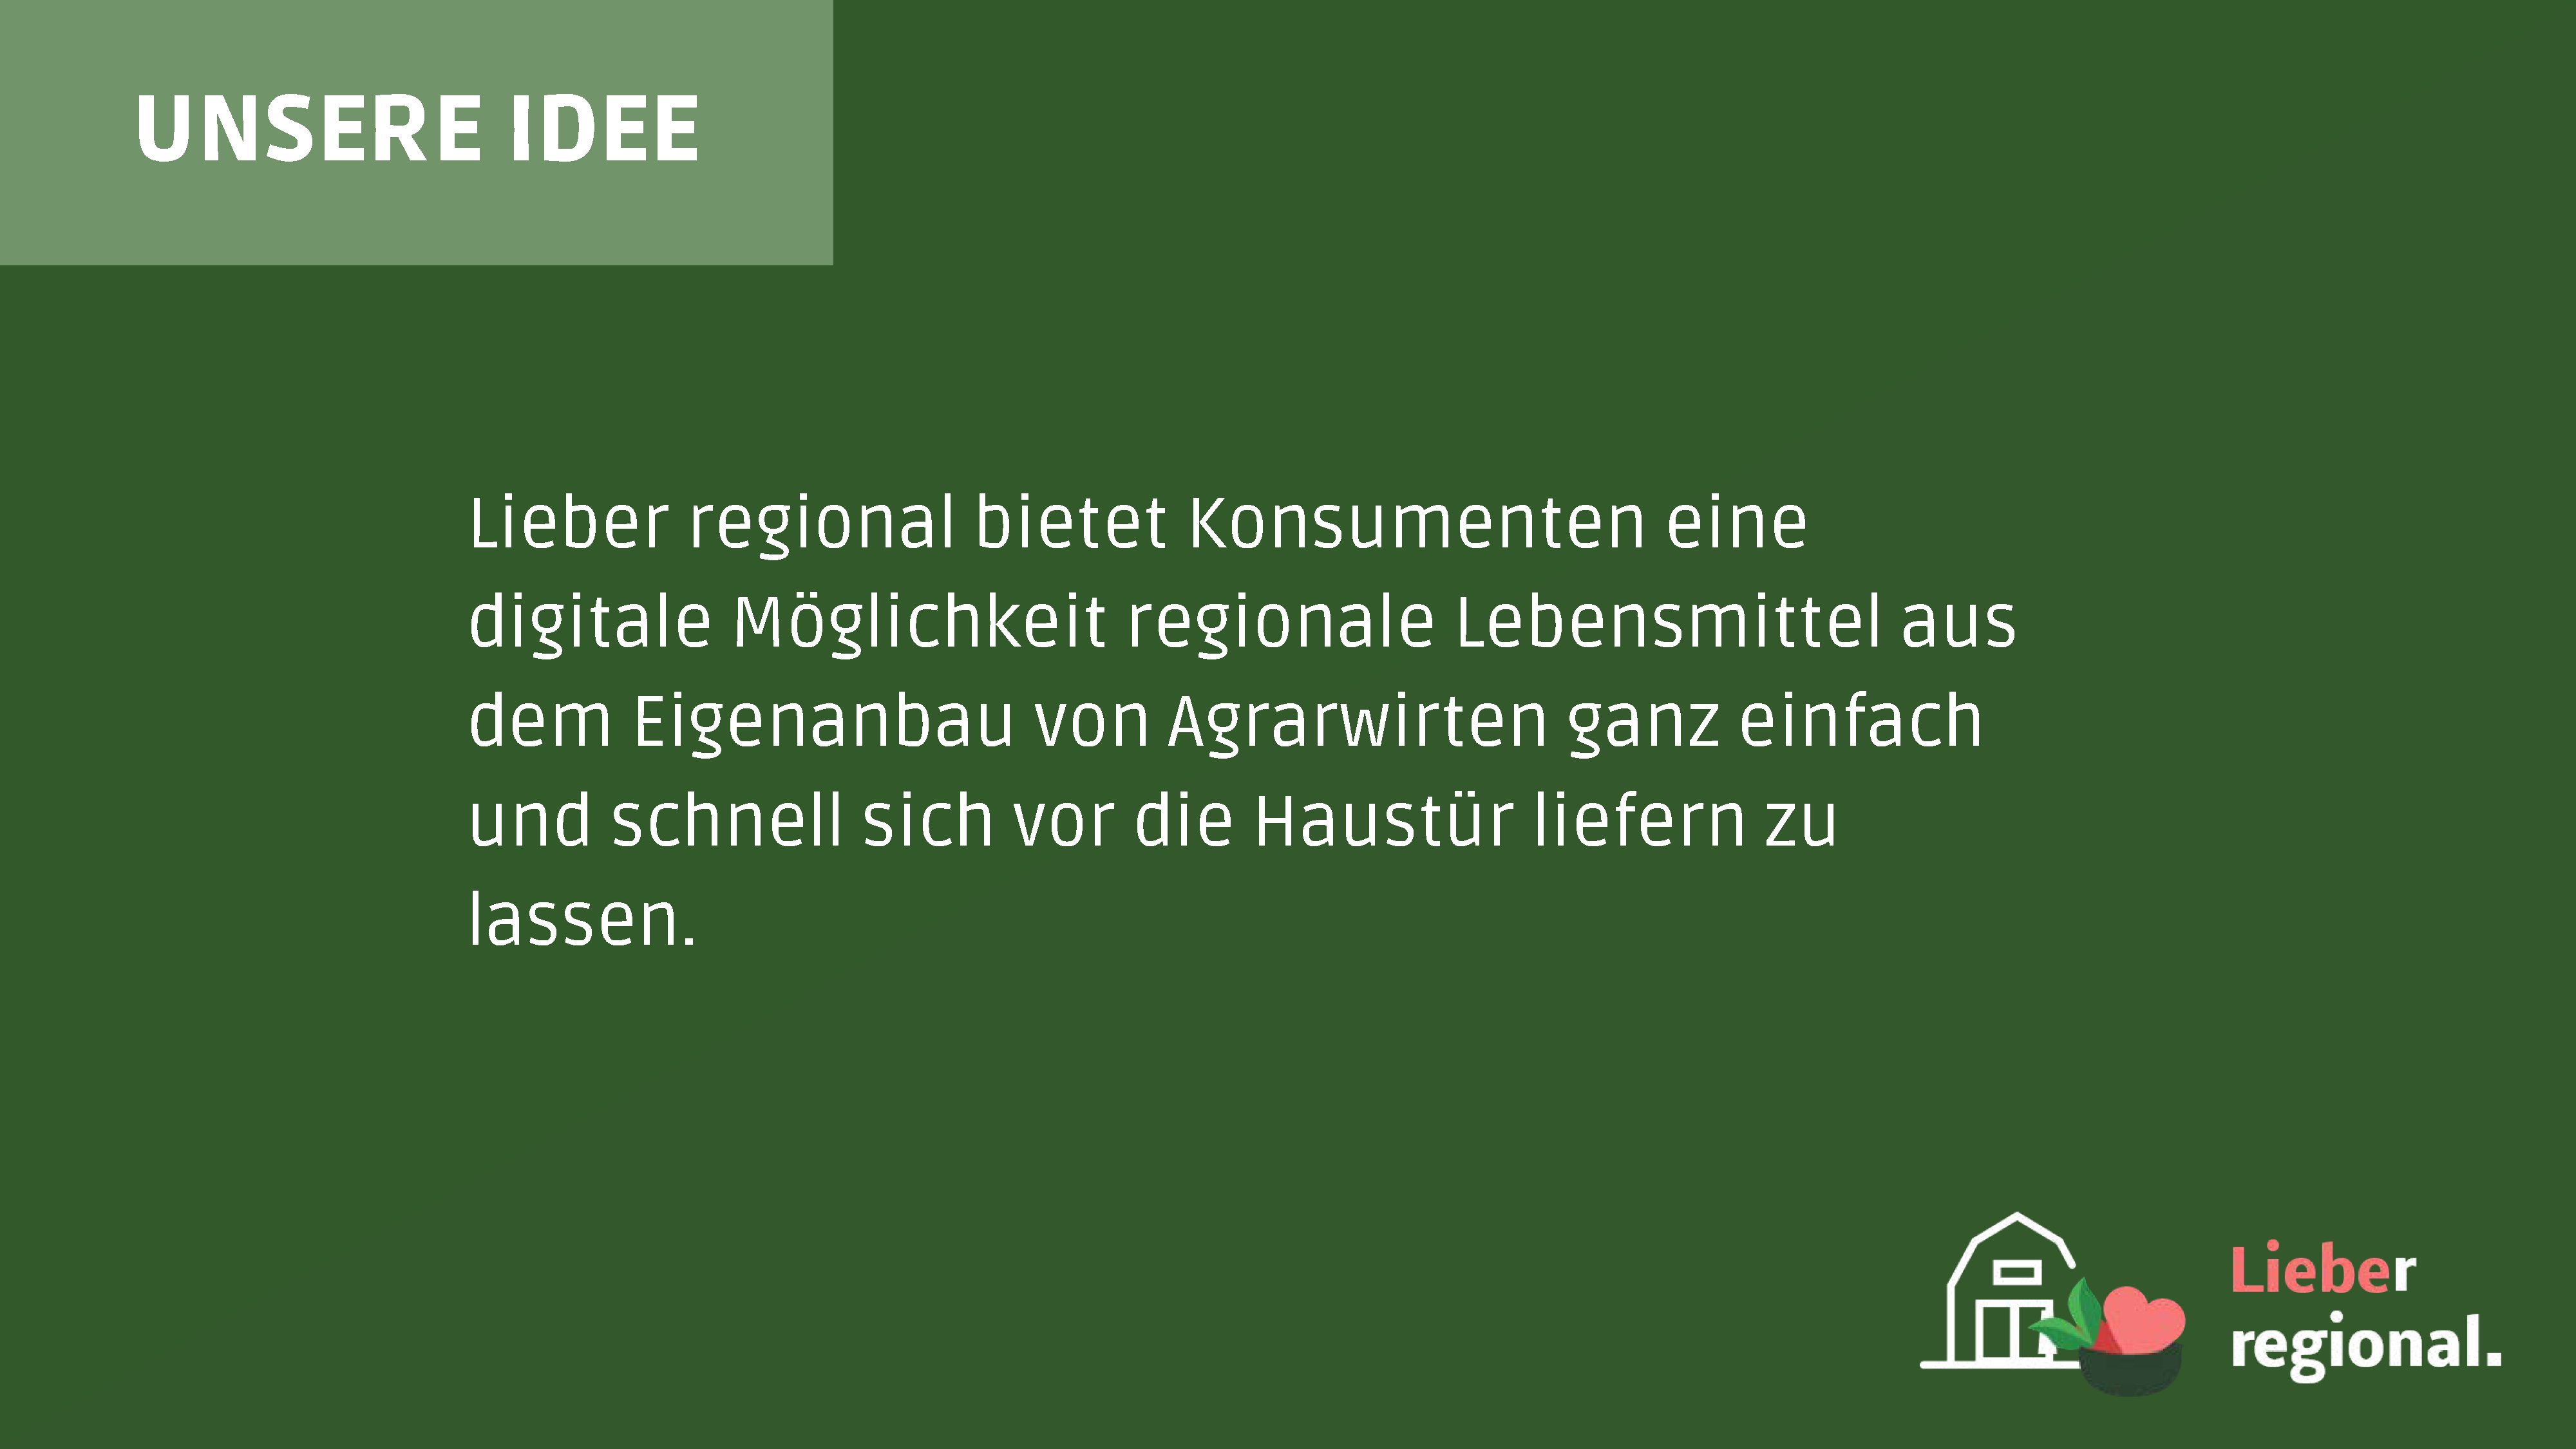 UNSERE IDEE
Lieber regional bietet Konsumenten eine
digitale Möglichkeit regionale Lebensmittel aus
dem Eigenanbau von Agrarwirten ganz einfach
und schnell sich vor die Haustür liefern zu
lassen.
Lieber
regional.